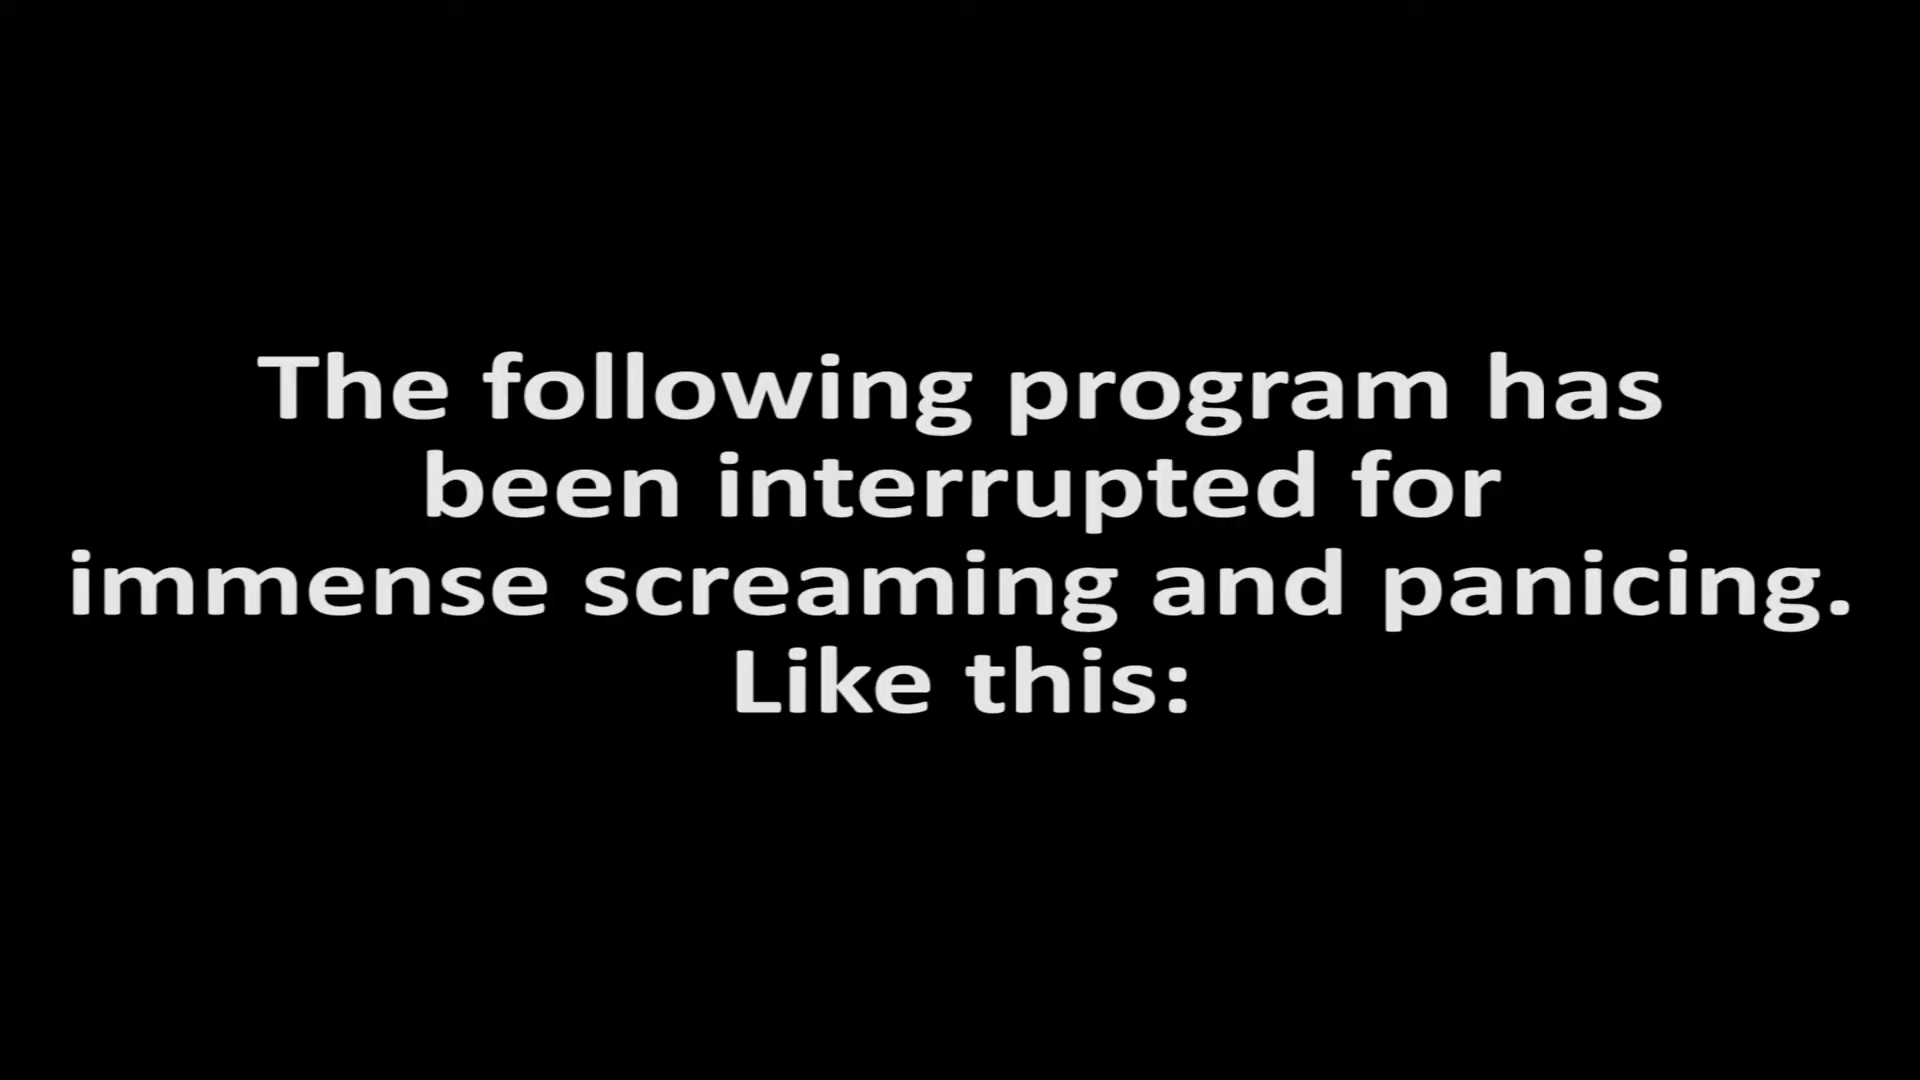 The following program has
been interrupted for
immense screaming and panicing.
Like this: